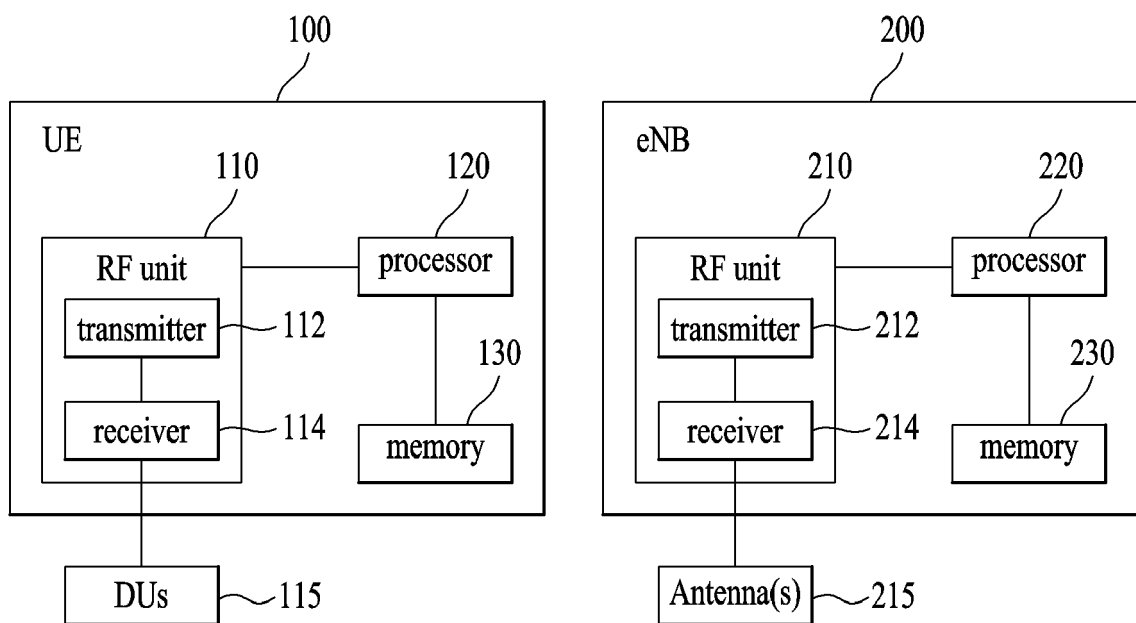 100
200
UE
eNB
110
120
210
220
RF unit
processor
RF unit
processor
transmitter
112
130
transmitter
212
230
receiver
114
memory
receiver
214
memory
DUs
115
Antenna(s)
215